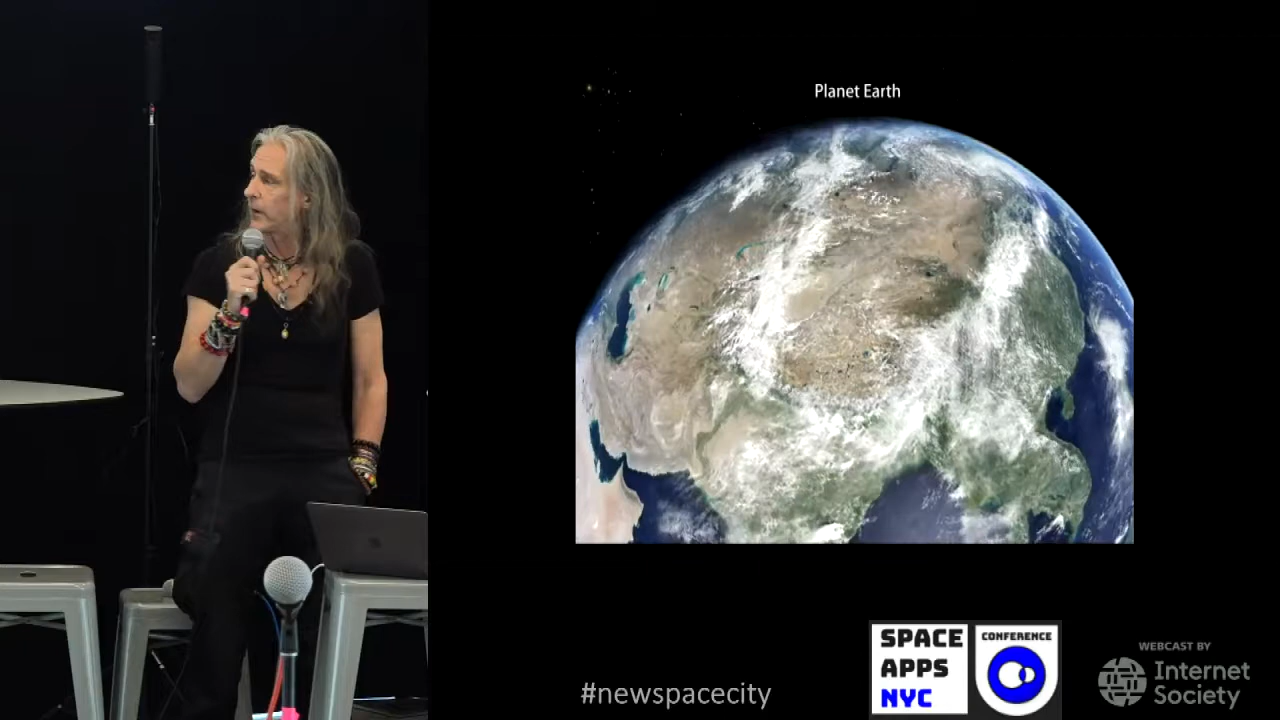 Planet Earth
#newspacecity
SPACE
APPS
NYC
CONFERENCE
WEBCAST BY
Internet
Society